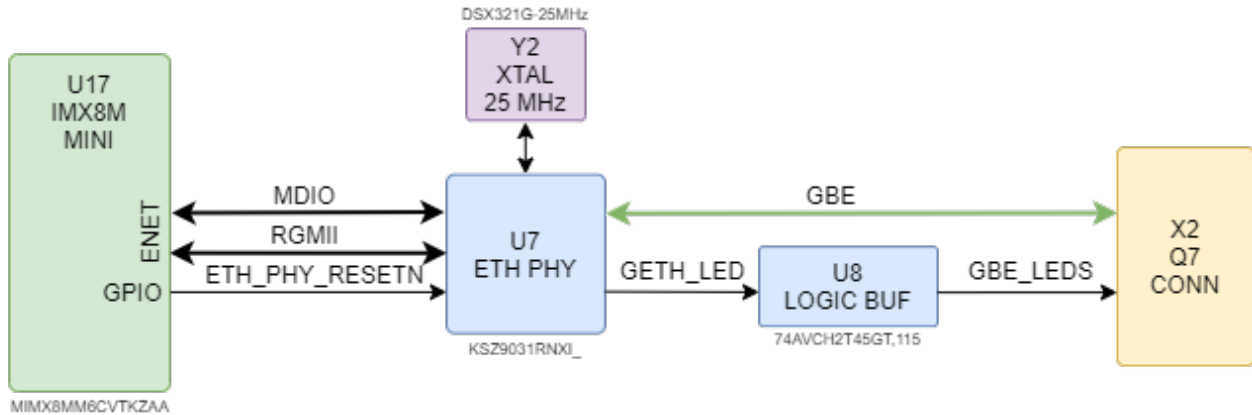 DSX321G-25MHz
Y2
XTAL
25 MHz
U17
IMX8M
MINI
ENET
GPIO
MIMX8MM6CVTKZAA
MDIO
RGMII
ETH_PHY_RESETN
U7
ETH PHY
KSZ9031RNXI_
GBE
GETH_LED
U8
LOGIC BUF
74AVCH2T45GT,115
GBE_LEDS
X2
Q7
CONN